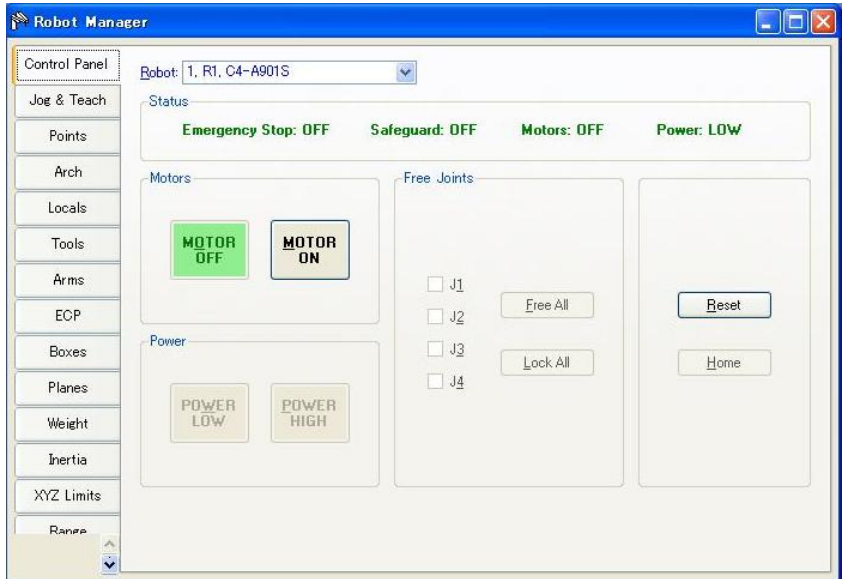 Robot Manager
Control Panel
Jog & Teach
Points
Arch
Locals
Tools
Arms
ECP
Boxes
Planes
Weight
Inertia
XYZ Limits
Range
Robot: 1, R1, C4-A901S
Status
Emergency Stop: OFF Safeguard: OFF Motors: OFF Power: LOW
Motors
MOTOR
OFF
MOTOR
ON
Power
POWER
LOW
POWER
HIGH
Free Joints
J1
J2
J3
J4
Free All
Lock All
Reset
Home